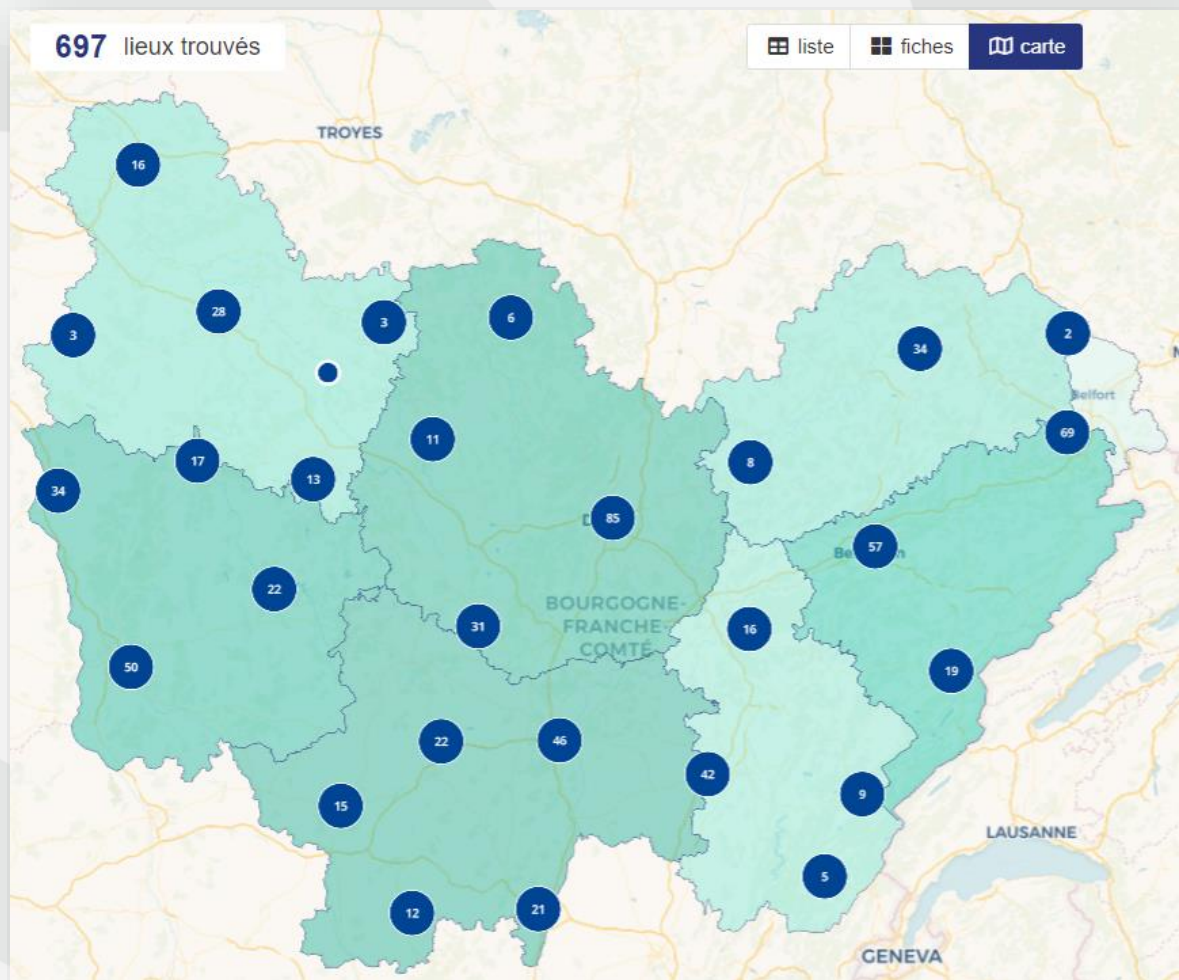 697 lieux trouvés
liste
fiches
carte
TROYES
16
28
3
3
6
34
2
Belfort
11
69
17
13
34
8
85
57
22
BOURGOGNE-
FRANCHE-
COMTÉ
31
16
50
19
22
46
42
15
9
LAUSANNE
5
12
21
GENEVA